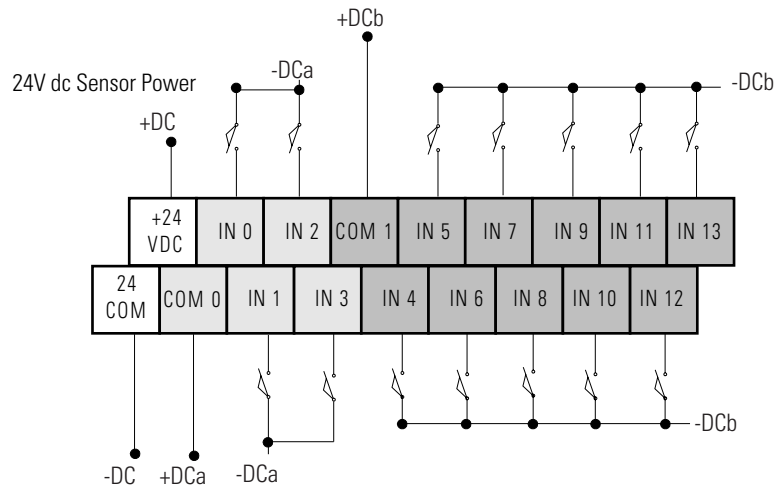 +DCb
24V dc Sensor Power
-DCa
-DCb
+DC
+24 VDC
IN 0
IN 2
COM 1
IN 5
IN 7
IN 9
IN 11
IN 13
24 COM
COM 0
IN 1
IN 3
IN 4
IN 6
IN 8
IN 10
IN 12
-DCb
-DC
+DCa
-DCa